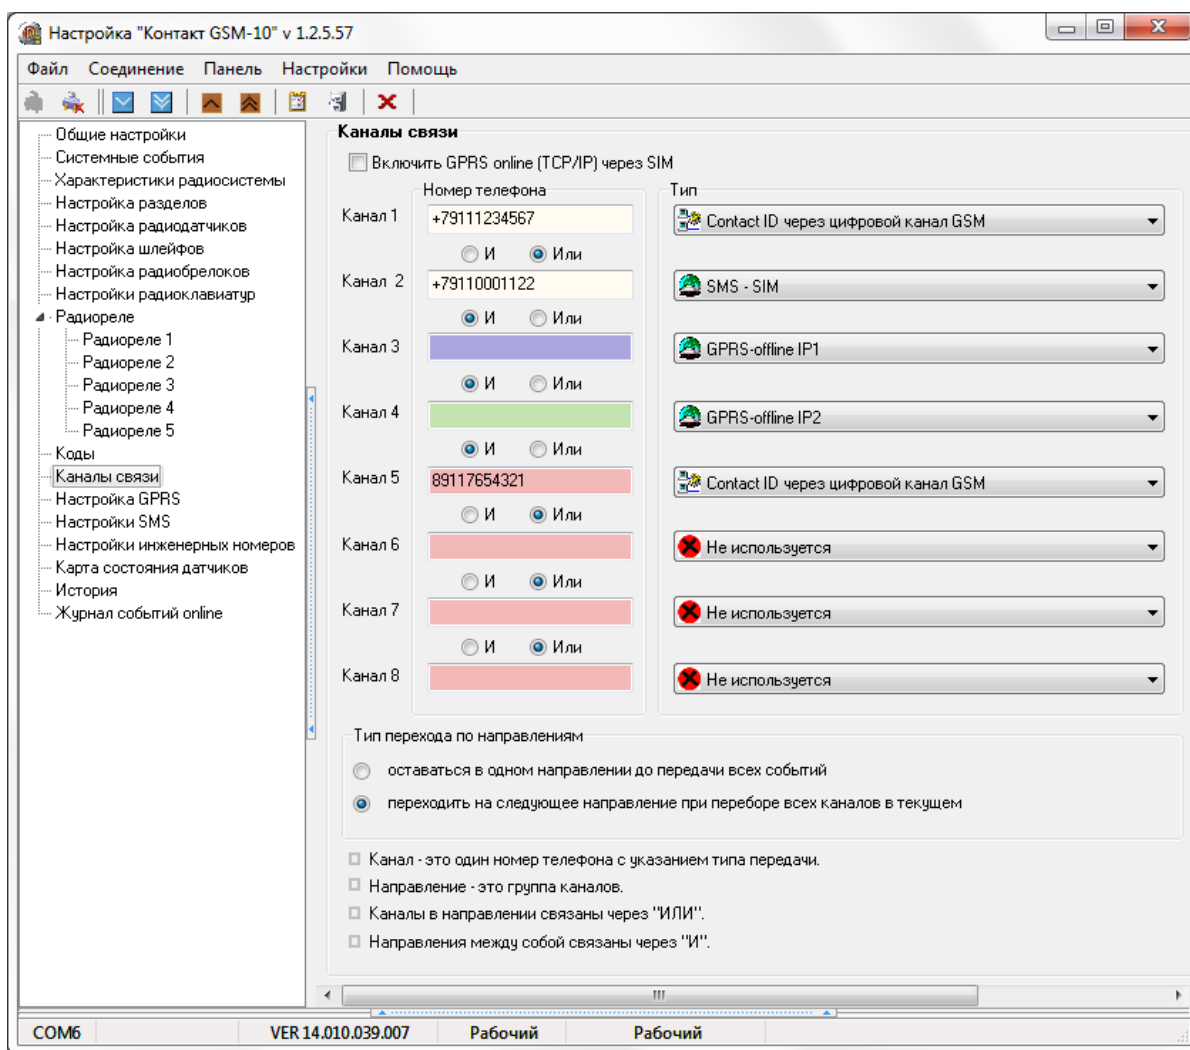 Настройка "Контакт GSM-10" v 1.2.5.57
Файл Соединение Панель Настройки Помощь
Общие настройки
Системные события
Характеристики радиосистемы
Настройка разделов
Настройка радиодатчиков
Настройка шлейфов
Настройка радиобрелоков
Настройки радиоклавиатур
Радиореле
Радиореле 1
Радиореле 2
Радиореле 3
Радиореле 4
Радиореле 5
Коды
Каналы связи
Настройка GPRS
Настройки SMS
Настройки инженерных номеров
Карта состояния датчиков
История
Журнал событий online
Каналы связи
Включить GPRS online (TCP/IP) через SIM
Номер телефона Тип
Канал 1 +79111234567 Contact ID через цифровой канал GSM
И Или
Канал 2 +79110001122 SMS - SIM
И Или
Канал 3 GPRS-offline IP1
И Или
Канал 4 GPRS-offline IP2
И Или
Канал 5 89117654321 Contact ID через цифровой канал GSM
И Или
Канал 6 Не используется
И Или
Канал 7 Не используется
И Или
Канал 8 Не используется
Тип перехода по направлениям
оставаться в одном направлении до передачи всех событий
переходить на следующее направление при переборе всех каналов в текущем
Канал - это один номер телефона с указанием типа передачи.
Направление - это группа каналов.
Каналы в направлении связаны через "ИЛИ".
Направления между собой связаны через "И".
COM6 VER 14.010.039.007 Рабочий Рабочий